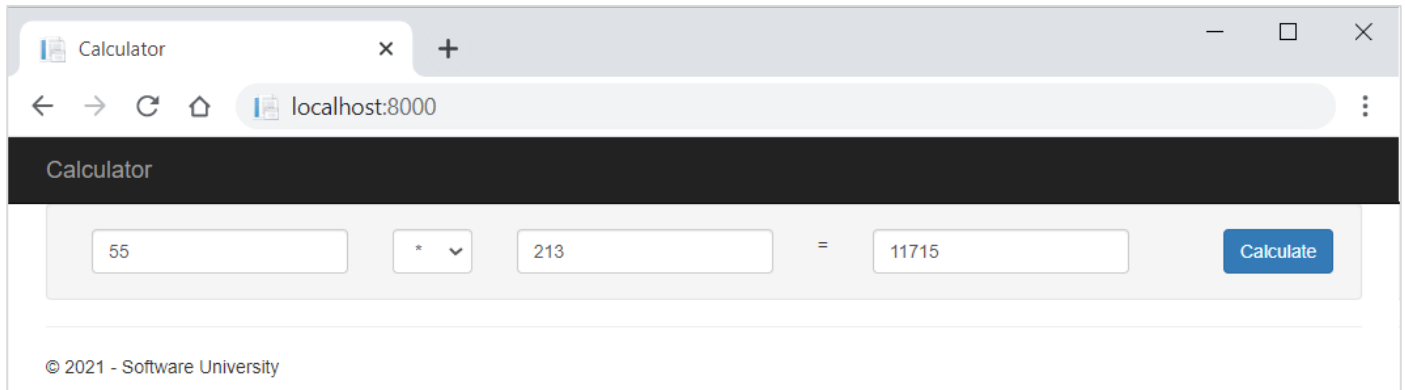 Calculator
localhost:8000
Calculator
55 * 213 = 11715 Calculate
© 2021 - Software University